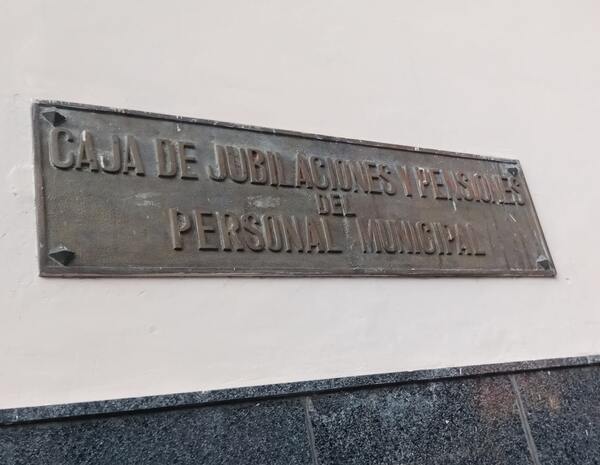 CAJA DE JUBILACIONES Y PENSIONES
DEL
PERSONAL MUNICIPAL